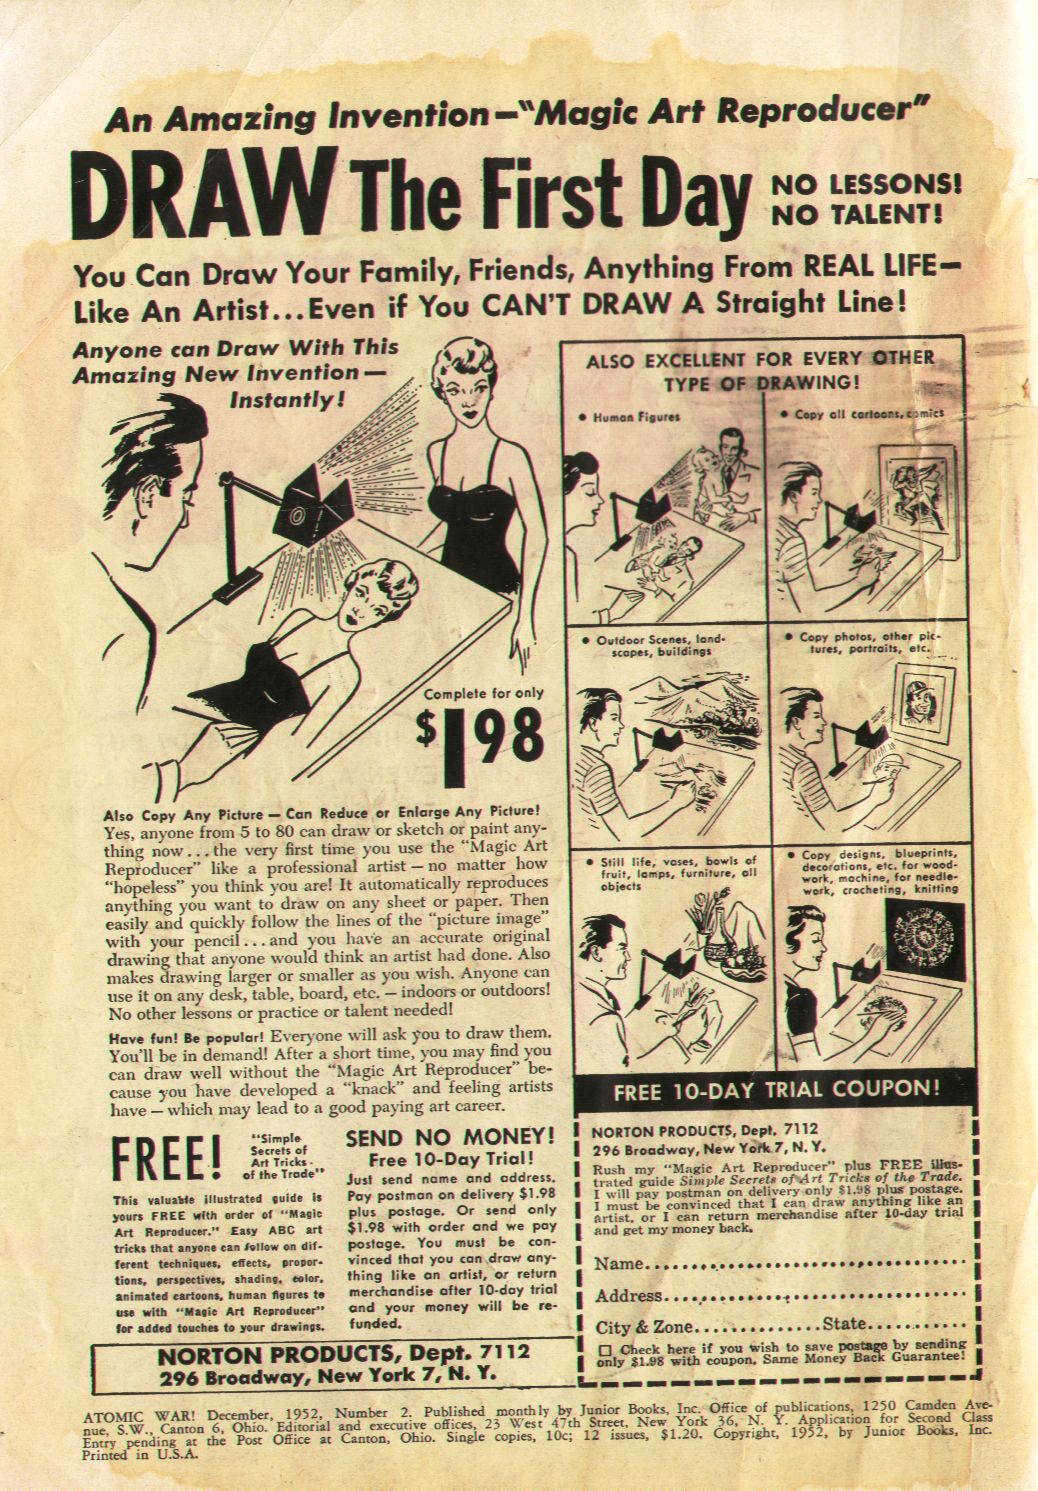 An Amazing Invention—"Magic Art Reproducer"
DRAW The First Day
NO LESSONS!
NO TALENT!
You Can Draw Your Family, Friends, Anything From REAL LIFE—
Like An Artist...Even if You CAN'T DRAW A Straight Line!
Anyone can Draw With This
Amazing New Invention—
Instantly!
Complete for only
$1.98
Also Copy Any Picture — Can Reduce or Enlarge Any Picture!
Yes, anyone from 5 to 80 can draw or sketch or paint any-
thing now...the very first time you use the "Magic Art
Reproducer" like a professional artist — no matter how
"hopeless" you think you are! It automatically reproduces
anything you want to draw on any sheet or paper. Then
easily and quickly follow the lines of the "picture image"
with your pencil...and you have an accurate original
drawing that anyone would think an artist had done. Also
makes drawing larger or smaller as you wish. Anyone can
use it on any desk, table, board, etc. — indoors or outdoors!
No other lessons or practice or talent needed!
Have fun! Be popular! Everyone will ask you to draw them.
You'll be in demand! After a short time, you may find you
can draw well without the "Magic Art Reproducer" be-
cause you have developed a "knack" and feeling artists
have — which may lead to a good paying art career.
FREE!
"Simple
Secrets of
Art Tricks
of the Trade"
This valuable illustrated guide is
yours FREE with order of "Magic
Art Reproducer." Easy ABC art
tricks that anyone can follow on dif-
ferent techniques, effects, propor-
tions, perspectives, shading, color,
animated cartoons, human figures to
use with "Magic Art Reproducer"
for added touches to your drawings.
SEND NO MONEY!
Free 10-Day Trial!
Just send name and address.
Pay postman on delivery $1.98
plus postage. Or send only
$1.98 with order and we pay
postage. You must be con-
vinced that you can draw any-
thing like an artist, or return
merchandise after 10-day trial
and your money will be re-
funded.
NORTON PRODUCTS, Dept. 7112
296 Broadway, New York 7, N. Y.
ALSO EXCELLENT FOR EVERY OTHER
TYPE OF DRAWING!
• Human Figures
• Copy all cartoons, comics
• Outdoor Scenes, land-
scapes, buildings
• Copy photos, other pic-
tures, portraits, etc.
• Still life, vases, bowls of
fruit, lamps, furniture, all
objects
• Copy designs, blueprints,
decorations, etc. for wood-
work, machine, for needle-
work, crocheting, knitting
FREE 10-DAY TRIAL COUPON!
NORTON PRODUCTS, Dept. 7112
296 Broadway, New York 7, N. Y.
Rush my "Magic Art Reproducer" plus FREE illus-
trated guide Simple Secrets of Art Tricks of the Trade.
I will pay postman on delivery only $1.98 plus postage.
I must be convinced that I can draw anything like an
artist, or I can return merchandise after 10-day trial
and get my money back.
Name
Address
City & Zone State
☐ Check here if you wish to save postage by sending
only $1.98 with coupon. Same Money Back Guarantee!
ATOMIC WAR! December, 1952, Number 2. Published monthly by Junior Books, Inc. Office of publications, 1250 Camden Ave-
nue, S.W., Canton 6, Ohio. Editorial and executive offices, 23 West 47th Street, New York 36, N. Y. Application for Second Class
Entry pending at the Post Office at Canton, Ohio. Single copies, 10c; 12 issues, $1.20. Copyright, 1952, by Junior Books, Inc.
Printed in U.S.A.